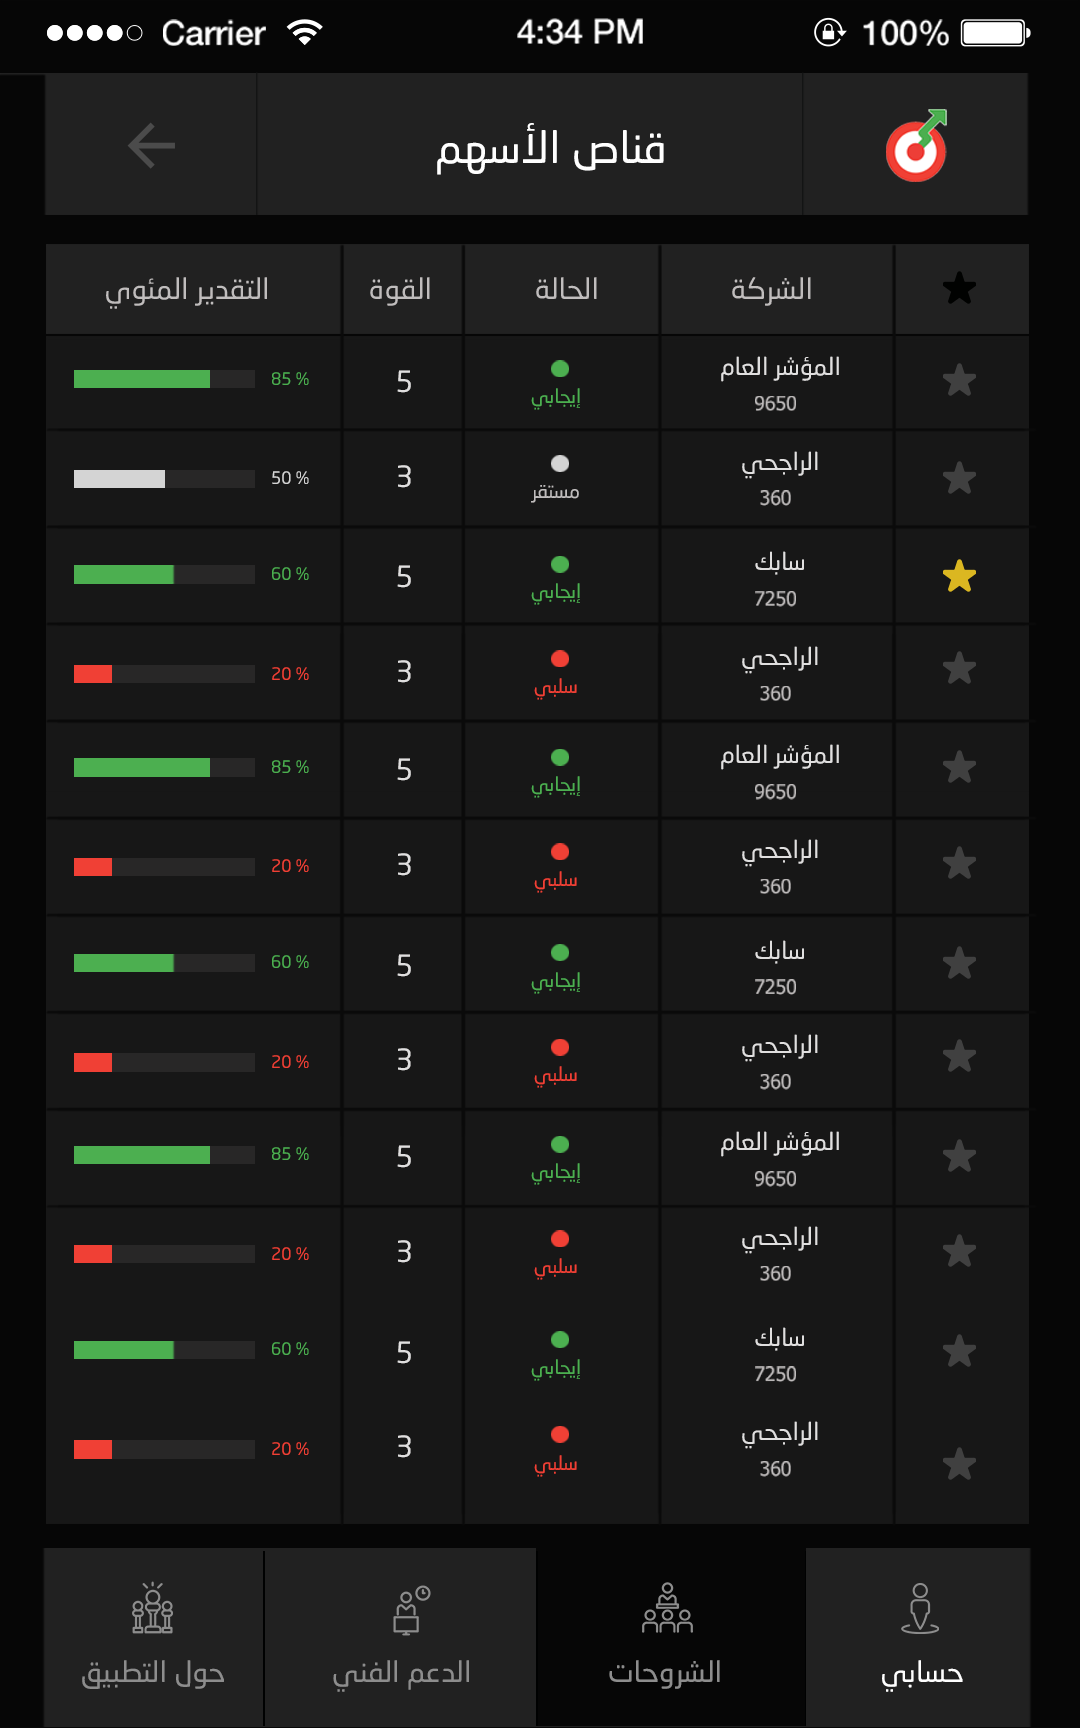 Carrier 4:34 PM 100%
قناص الأسهم
الشركة الحالة القوة التقدير المئوي
المؤشر العام
9650
إيجابي
5
85 %
الراجحي
360
مستقر
3
50 %
سابك
7250
إيجابي
5
60 %
الراجحي
360
سلبي
3
20 %
المؤشر العام
9650
إيجابي
5
85 %
الراجحي
360
سلبي
3
20 %
سابك
7250
إيجابي
5
60 %
الراجحي
360
سلبي
3
20 %
المؤشر العام
9650
إيجابي
5
85 %
الراجحي
360
سلبي
3
20 %
سابك
7250
إيجابي
5
60 %
الراجحي
360
سلبي
3
20 %
حسابي الشروحات الدعم الفني حول التطبيق